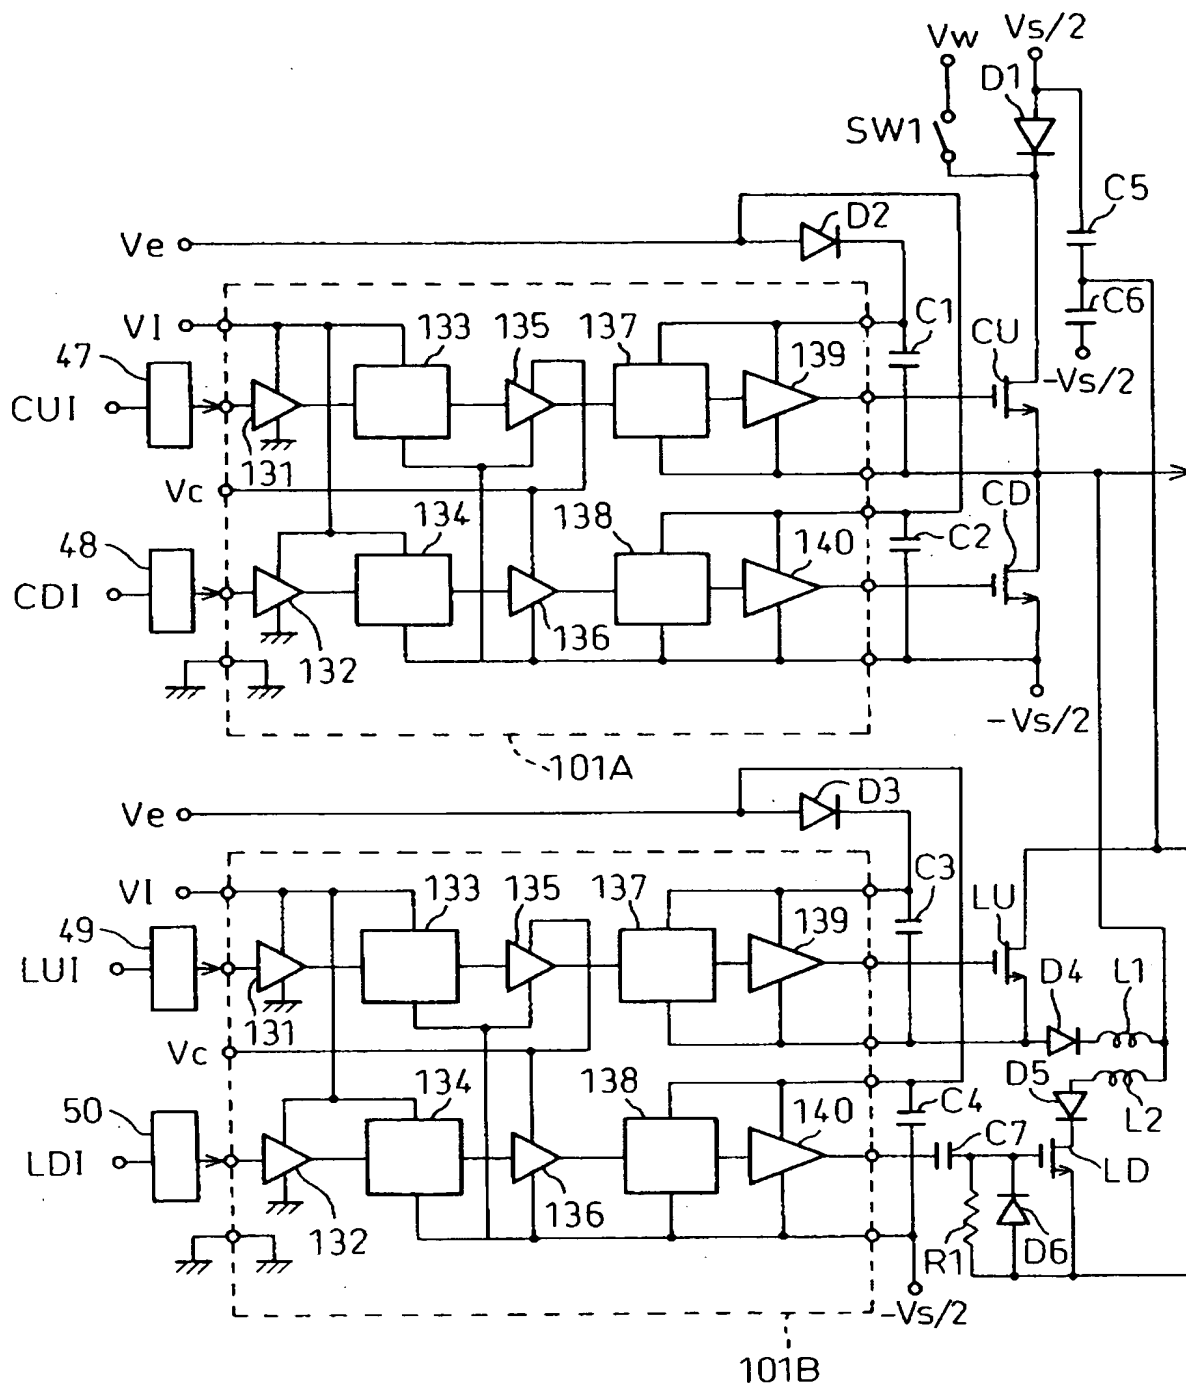 Vw
Vs/2
D1
SW1
C5
Ve
D2
C6
VI
133
135
137
C1
CU
47
139
-Vs/2
CUI
131
Vc
134
138
CD
48
140
C2
CDI
132
136
-Vs/2
101A
Ve
D3
VI
133
135
137
C3
LU
49
139
LUI
D4
L1
131
Vc
134
138
D5
50
140
C4
L2
C7
LDI
LD
132
136
R1
D6
-Vs/2
101B